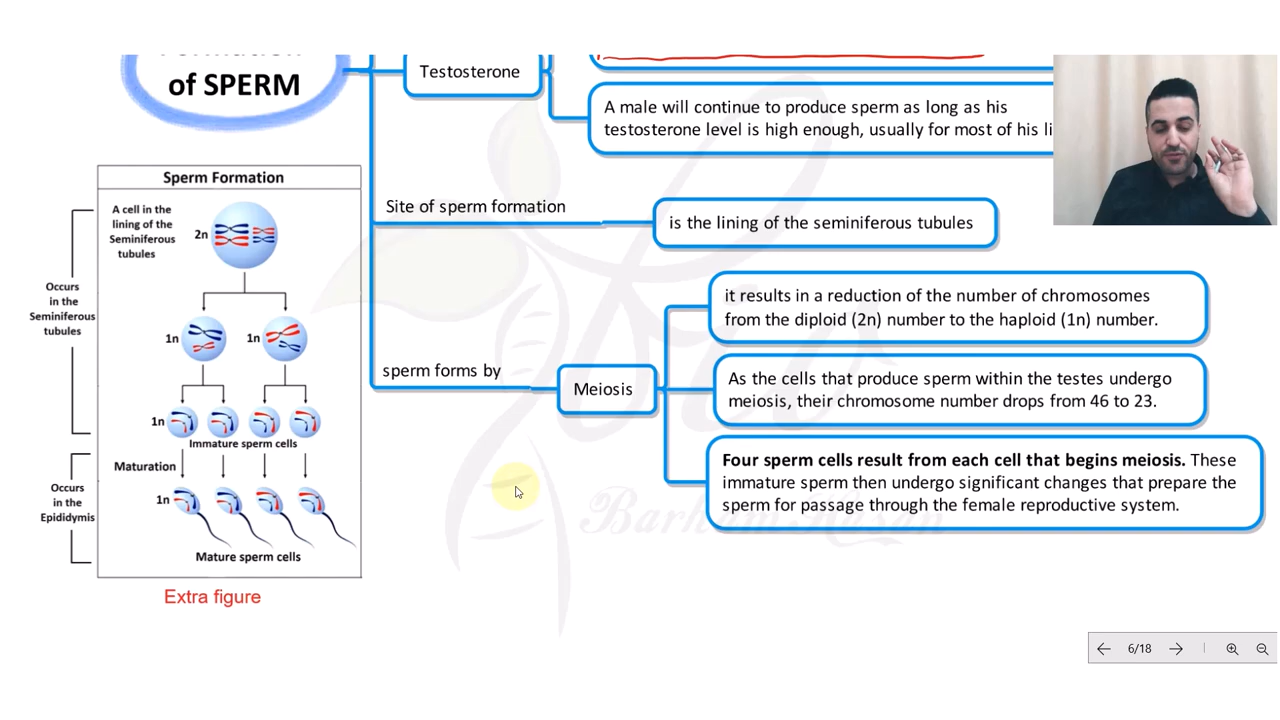 Formation
of SPERM
Testosterone
A male will continue to produce sperm as long as his
testosterone level is high enough, usually for most of his li
Site of sperm formation
is the lining of the seminiferous tubules
sperm forms by
Meiosis
it results in a reduction of the number of chromosomes
from the diploid (2n) number to the haploid (1n) number.
As the cells that produce sperm within the testes undergo
meiosis, their chromosome number drops from 46 to 23.
Four sperm cells result from each cell that begins meiosis. These
immature sperm then undergo significant changes that prepare the
sperm for passage through the female reproductive system.
Sperm Formation
A cell in the
lining of the
Seminiferous
tubules
2n
Occurs
in the
Seminiferous
tubules
1n
1n
1n
Immature sperm cells
Maturation
Occurs
in the
Epididymis
1n
Mature sperm cells
Extra figure
Bio
Barham Hasan
6/18